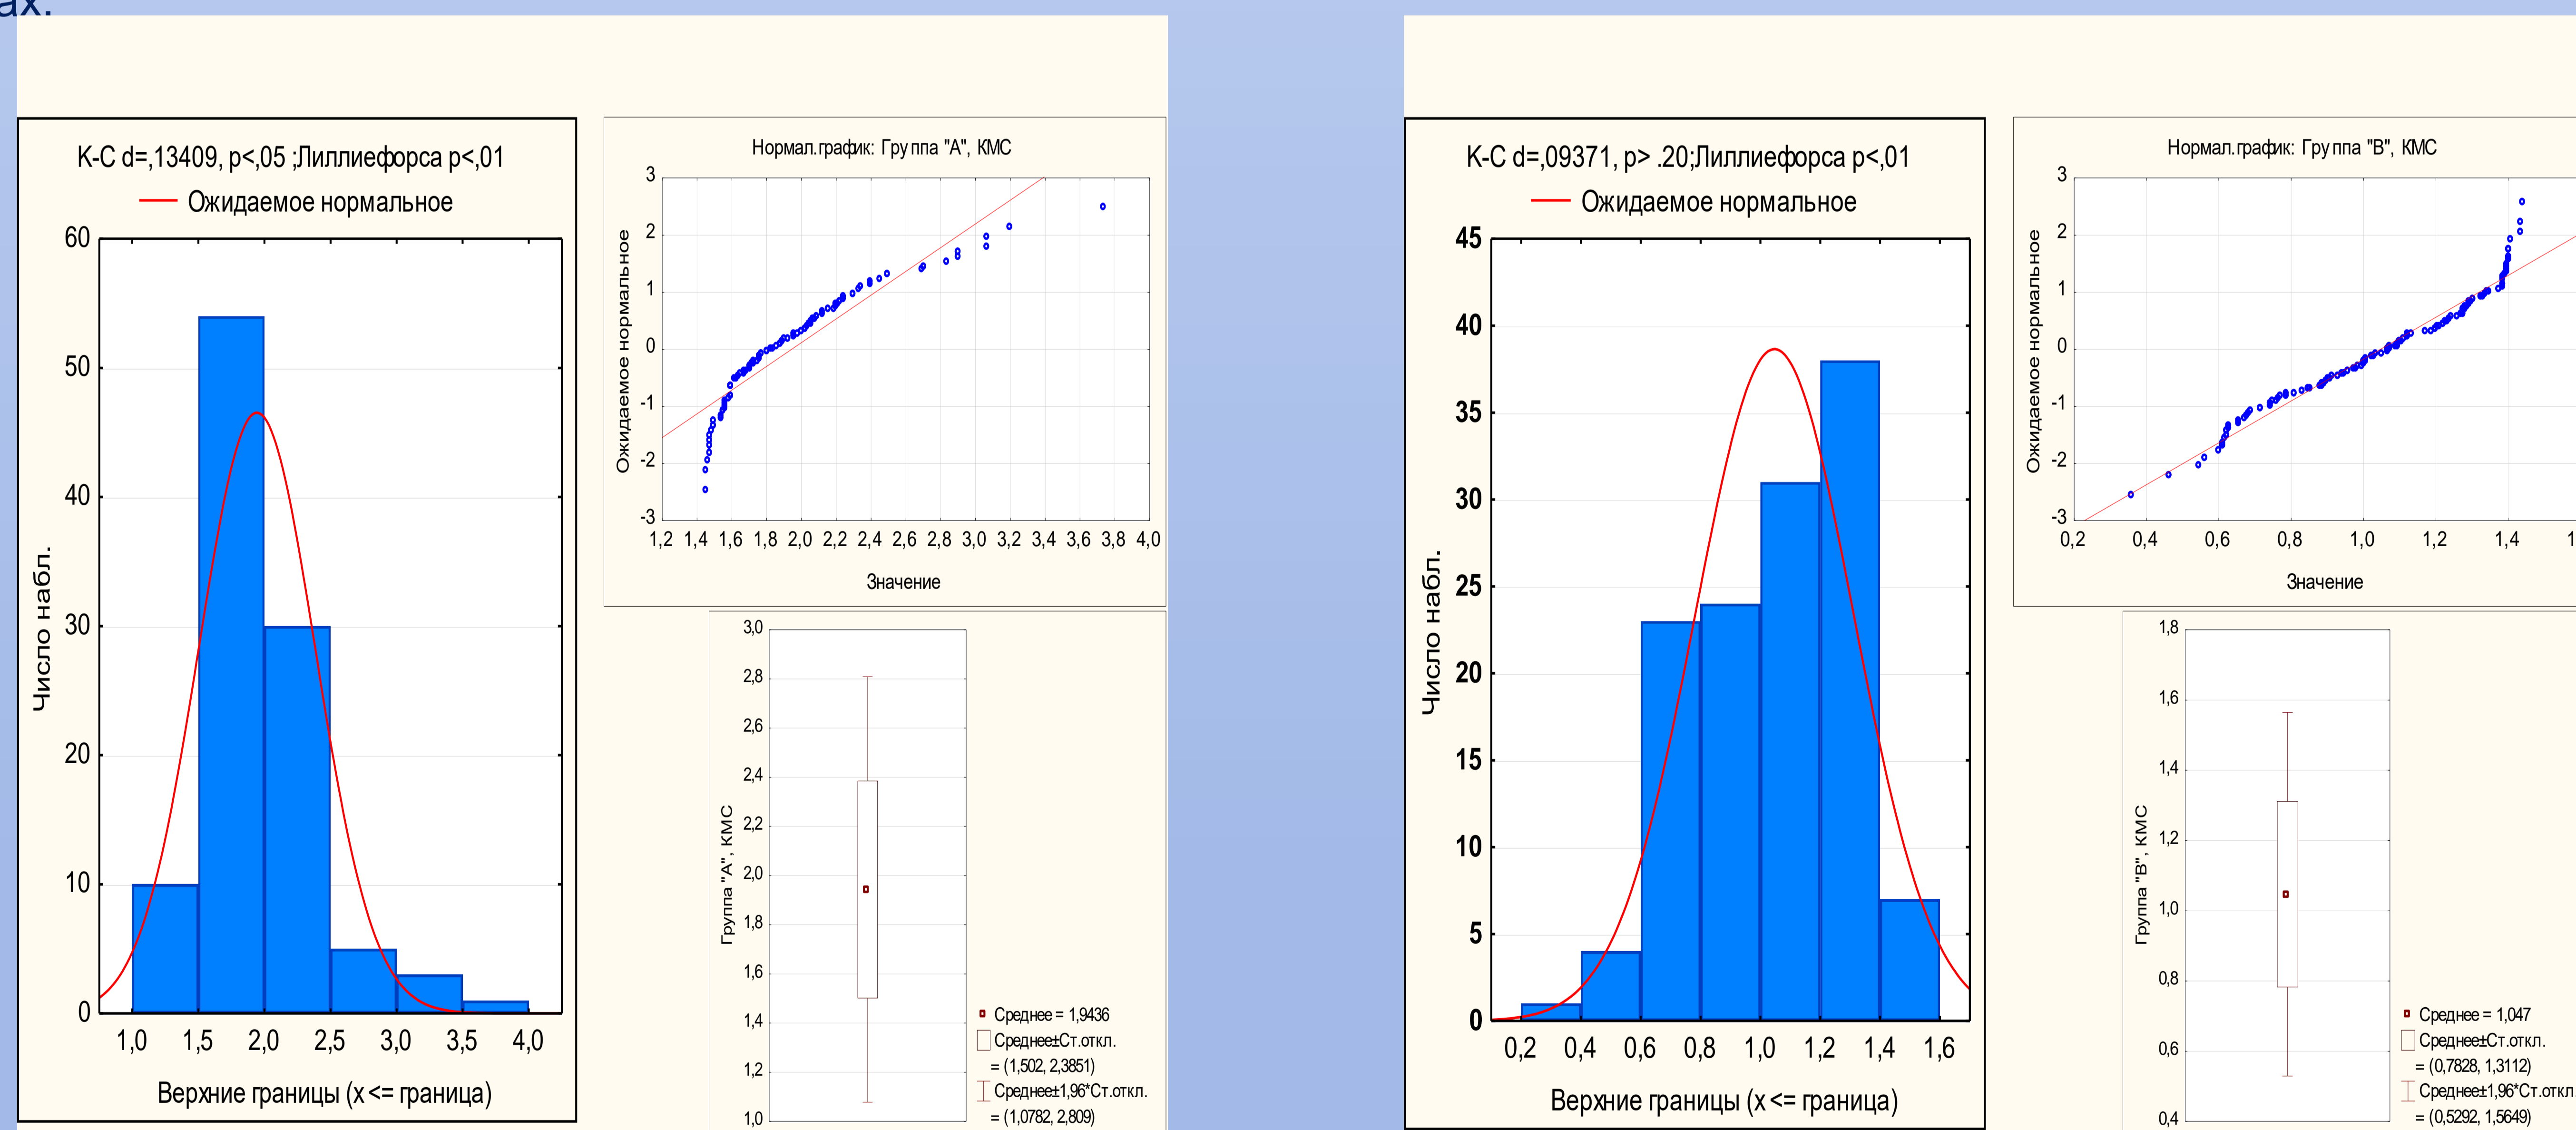 ах.
К-С d=,13409, p<,05 ;Лиллиефорса p<,01
Ожидаемое нормальное
60
50
40
30
20
10
0
1,0 1,5 2,0 2,5 3,0 3,5 4,0
Число набл.
Верхние границы (x <= граница)
Нормал.график: Группа "А", КМС
3
2
1
0
-1
-2
-3
1,2 1,4 1,6 1,8 2,0 2,2 2,4 2,6 2,8 3,0 3,2 3,4 3,6 3,8 4,0
Ожидаемое нормальное
Значение
3,0
2,8
2,6
2,4
2,2
2,0
1,8
1,6
1,4
1,2
1,0
Группа "А", КМС
Среднее = 1,9436
Среднее±Ст.откл.
= (1,502, 2,3851)
Среднее±1,96*Ст.откл.
= (1,0782, 2,809)
К-С d=,09371, p> .20;Лиллиефорса p<,01
Ожидаемое нормальное
45
40
35
30
25
20
15
10
5
0
0,2 0,4 0,6 0,8 1,0 1,2 1,4 1,6
Число набл.
Верхние границы (x <= граница)
Нормал.график: Группа "В", КМС
3
2
1
0
-1
-2
-3
0,2 0,4 0,6 0,8 1,0 1,2 1,4
Ожидаемое нормальное
Значение
1,8
1,6
1,4
1,2
1,0
0,8
0,6
0,4
Группа "В", КМС
Среднее = 1,047
Среднее±Ст.откл.
= (0,7828, 1,3112)
Среднее±1,96*Ст.откл
= (0,5292, 1,5649)